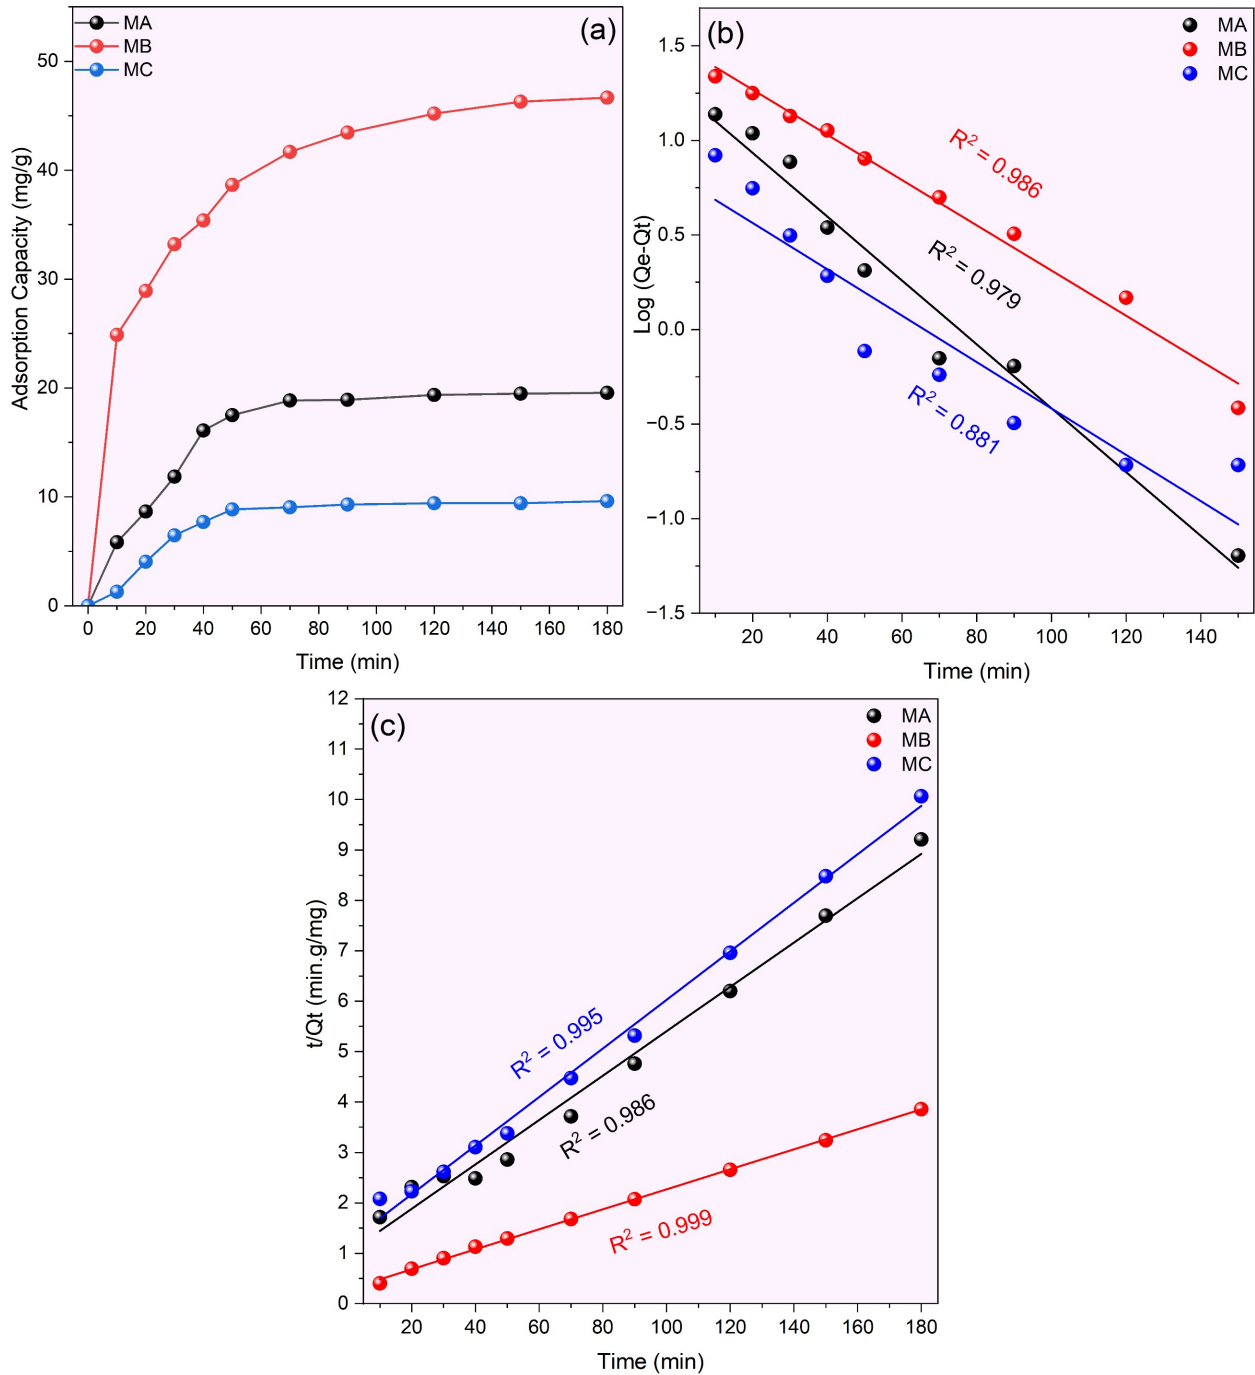 MA
MB
MC
(a)
50
40
30
20
10
0
Adsorption Capacity (mg/g)
0 20 40 60 80 100 120 140 160 180
Time (min)
(b)
MA
MB
MC
1.5
1.0
0.5
0.0
−0.5
−1.0
−1.5
Log (Qe-Qt)
R² = 0.986
R² = 0.979
R² = 0.881
20 40 60 80 100 120 140
Time (min)
(c)
MA
MB
MC
12
11
10
9
8
7
6
5
4
3
2
1
0
t/Qt (min.g/mg)
R² = 0.995
R² = 0.986
R² = 0.999
20 40 60 80 100 120 140 160 180
Time (min)